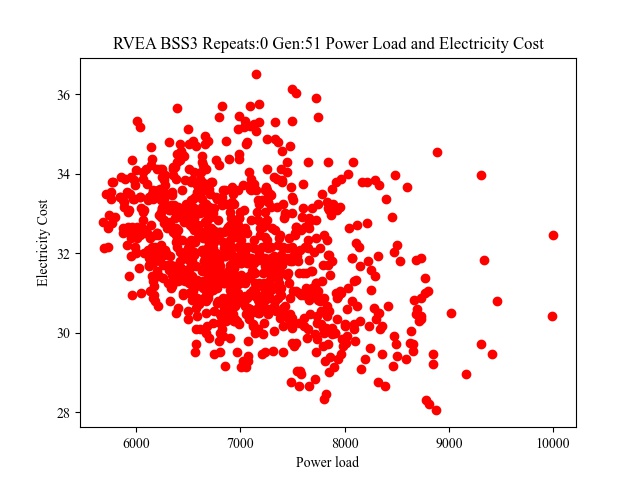 RVEA BSS3 Repeats:0 Gen:51 Power Load and Electricity Cost
36
34
32
30
28
Electricity Cost
6000 7000 8000 9000 10000
Power load